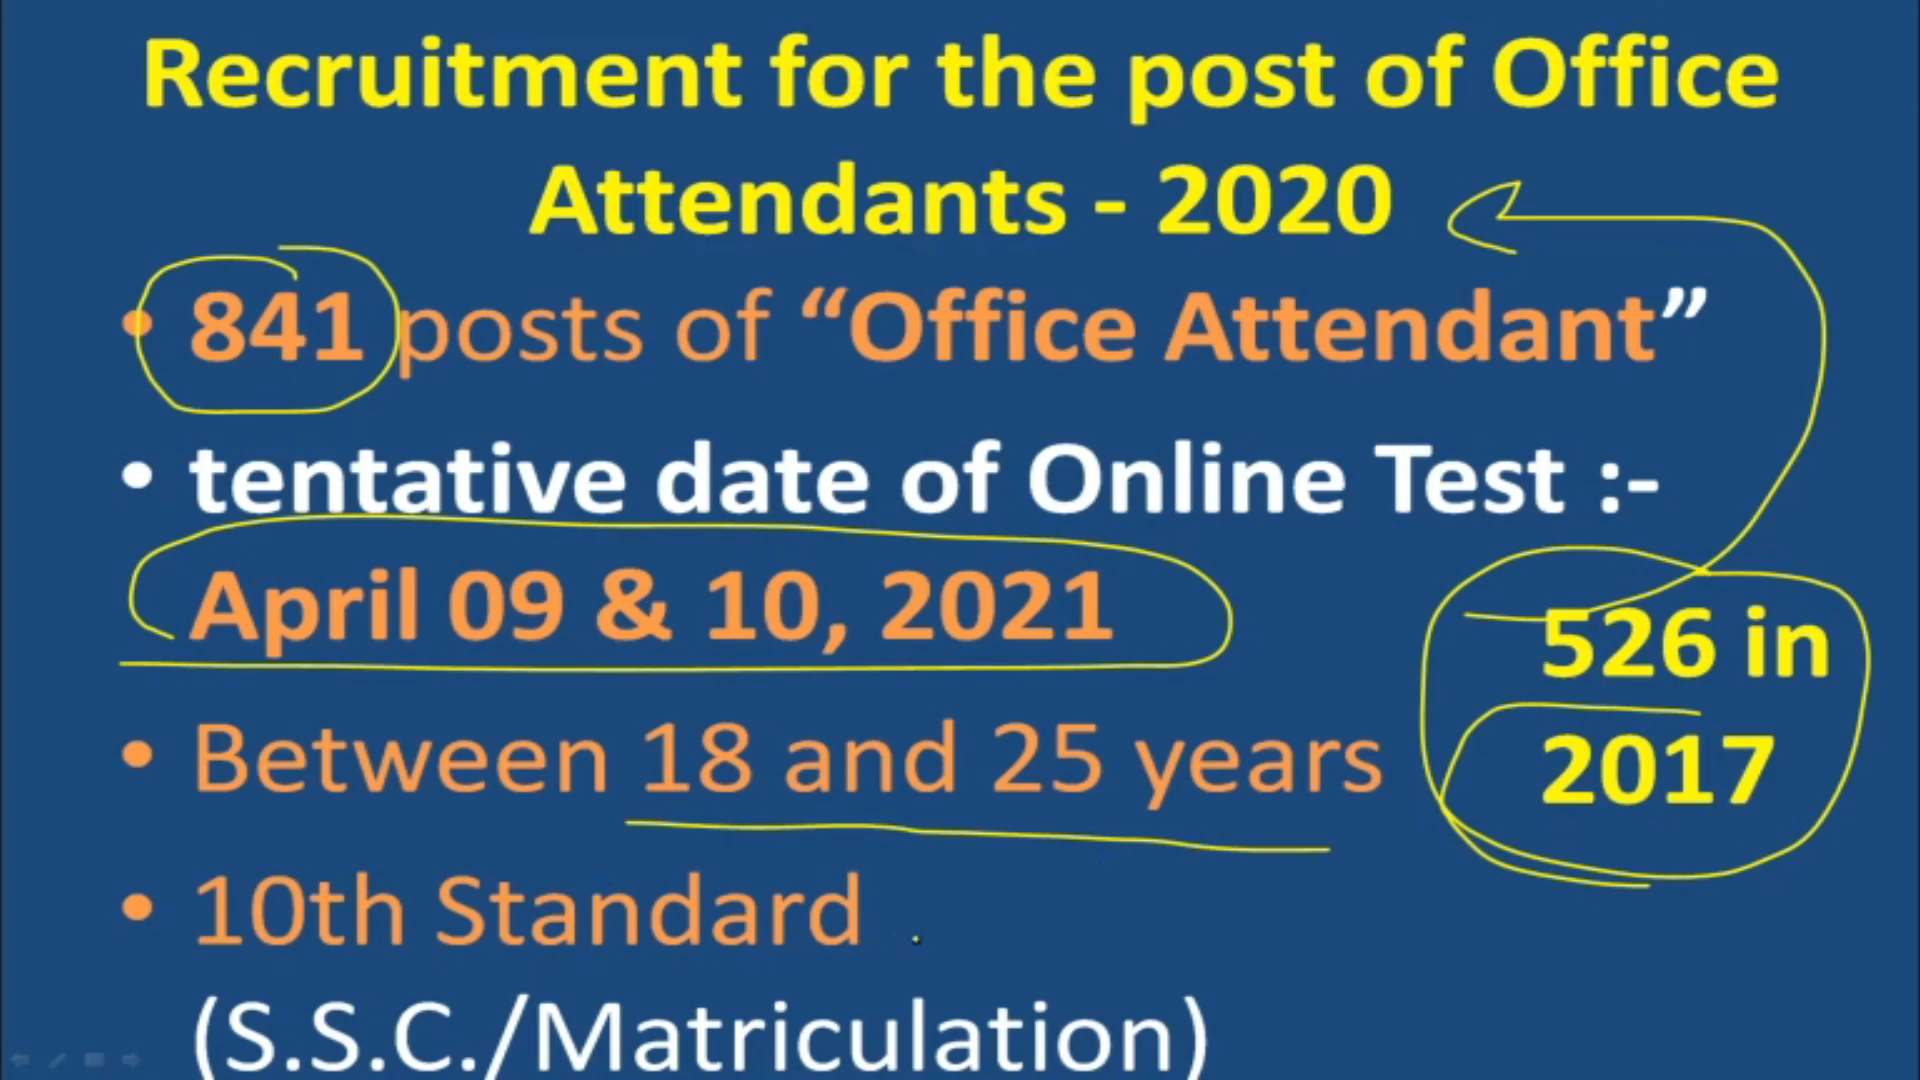 Recruitment for the post of Office
Attendants - 2020
• 841 posts of “Office Attendant”
• tentative date of Online Test :-
April 09 & 10, 2021
526 in
2017
• Between 18 and 25 years
• 10th Standard
(S.S.C./Matriculation)